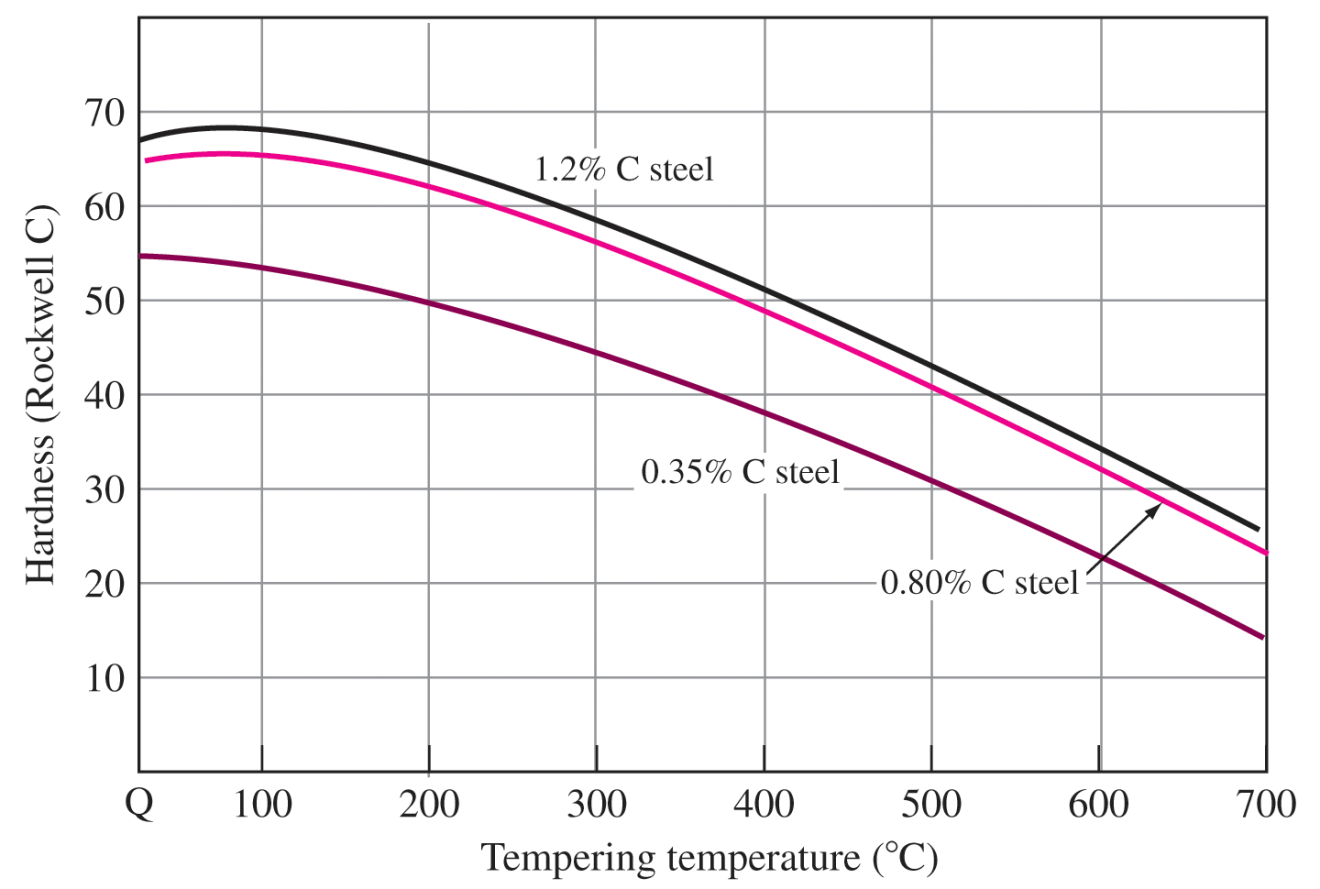 70
60
50
40
30
20
10
Hardness (Rockwell C)
1.2% C steel
0.35% C steel
0.80% C steel
Q 100 200 300 400 500 600 700
Tempering temperature (°C)